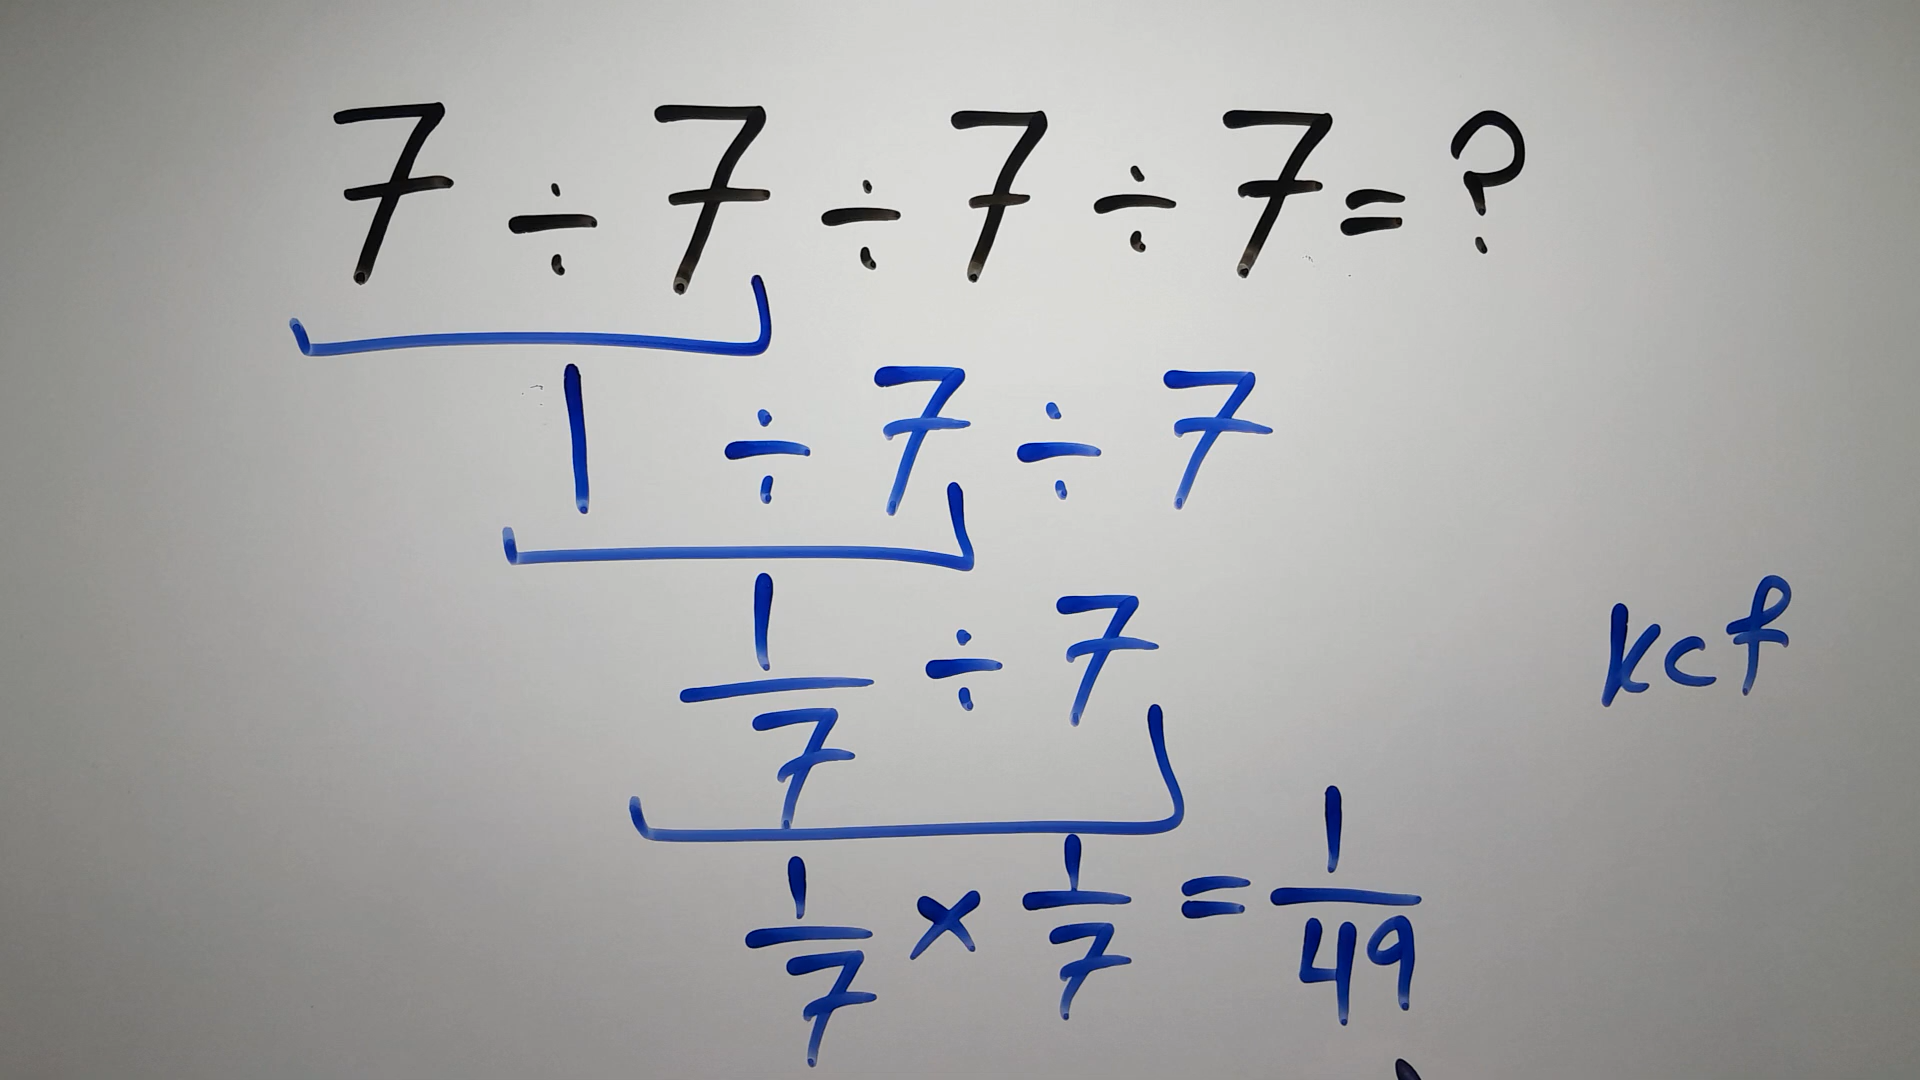 7 ÷ 7 ÷ 7 ÷ 7 = ?
1 ÷ 7 ÷ 7
1/7 ÷ 7
kcf
1/7 × 1/7 = 1/49